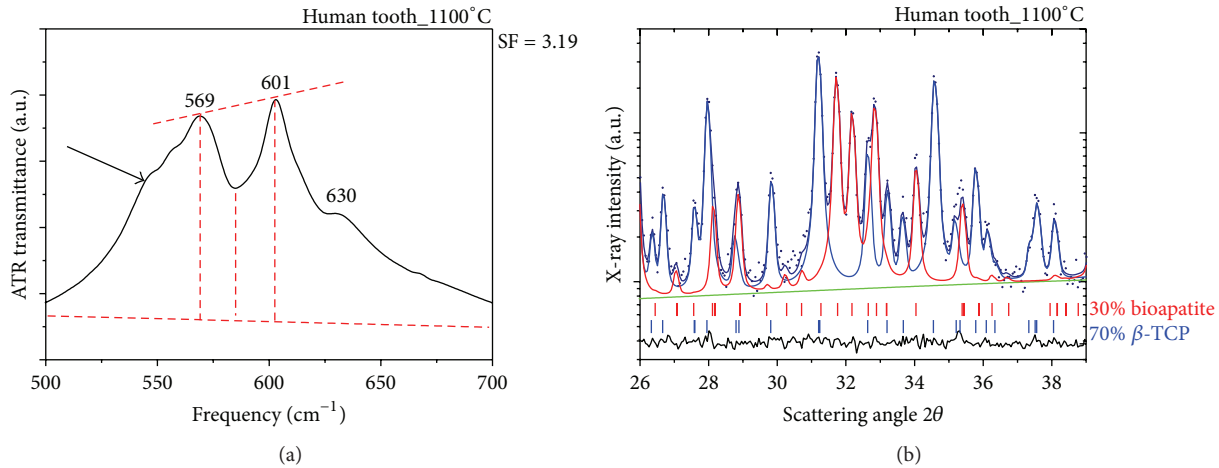 Human tooth_1100°C
SF = 3.19
569
601
630
ATR transmittance (a.u.)
500 550 600 650 700
Frequency (cm⁻¹)
(a)
Human tooth_1100°C
X-ray intensity (a.u.)
30% bioapatite
70% β-TCP
26 28 30 32 34 36 38
Scattering angle 2θ
(b)